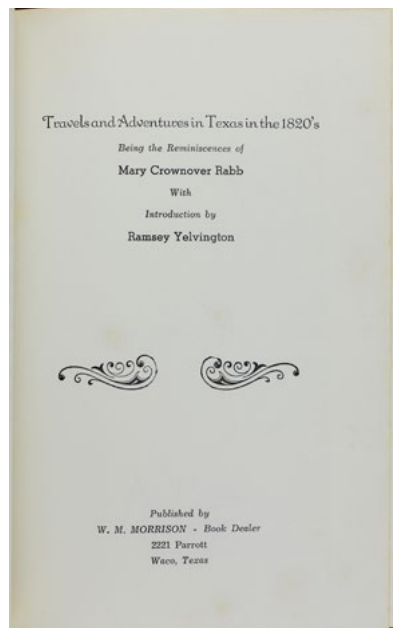 Travels and Adventures in Texas in the 1820's
Being the Reminiscences of
Mary Crownover Rabb
With
Introduction by
Ramsey Yelvington
Published by
W. M. MORRISON - Book Dealer
2221 Parrott
Waco, Texas